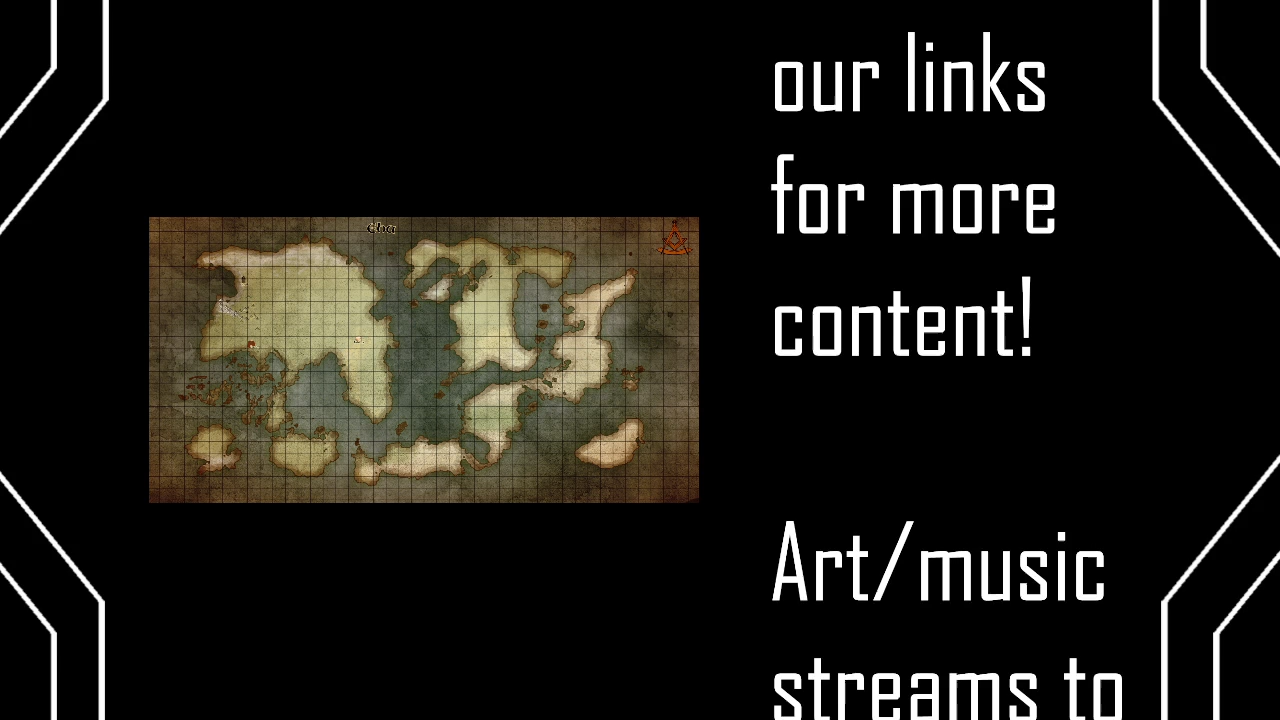 our links
for more
content!
Art/music
streams to